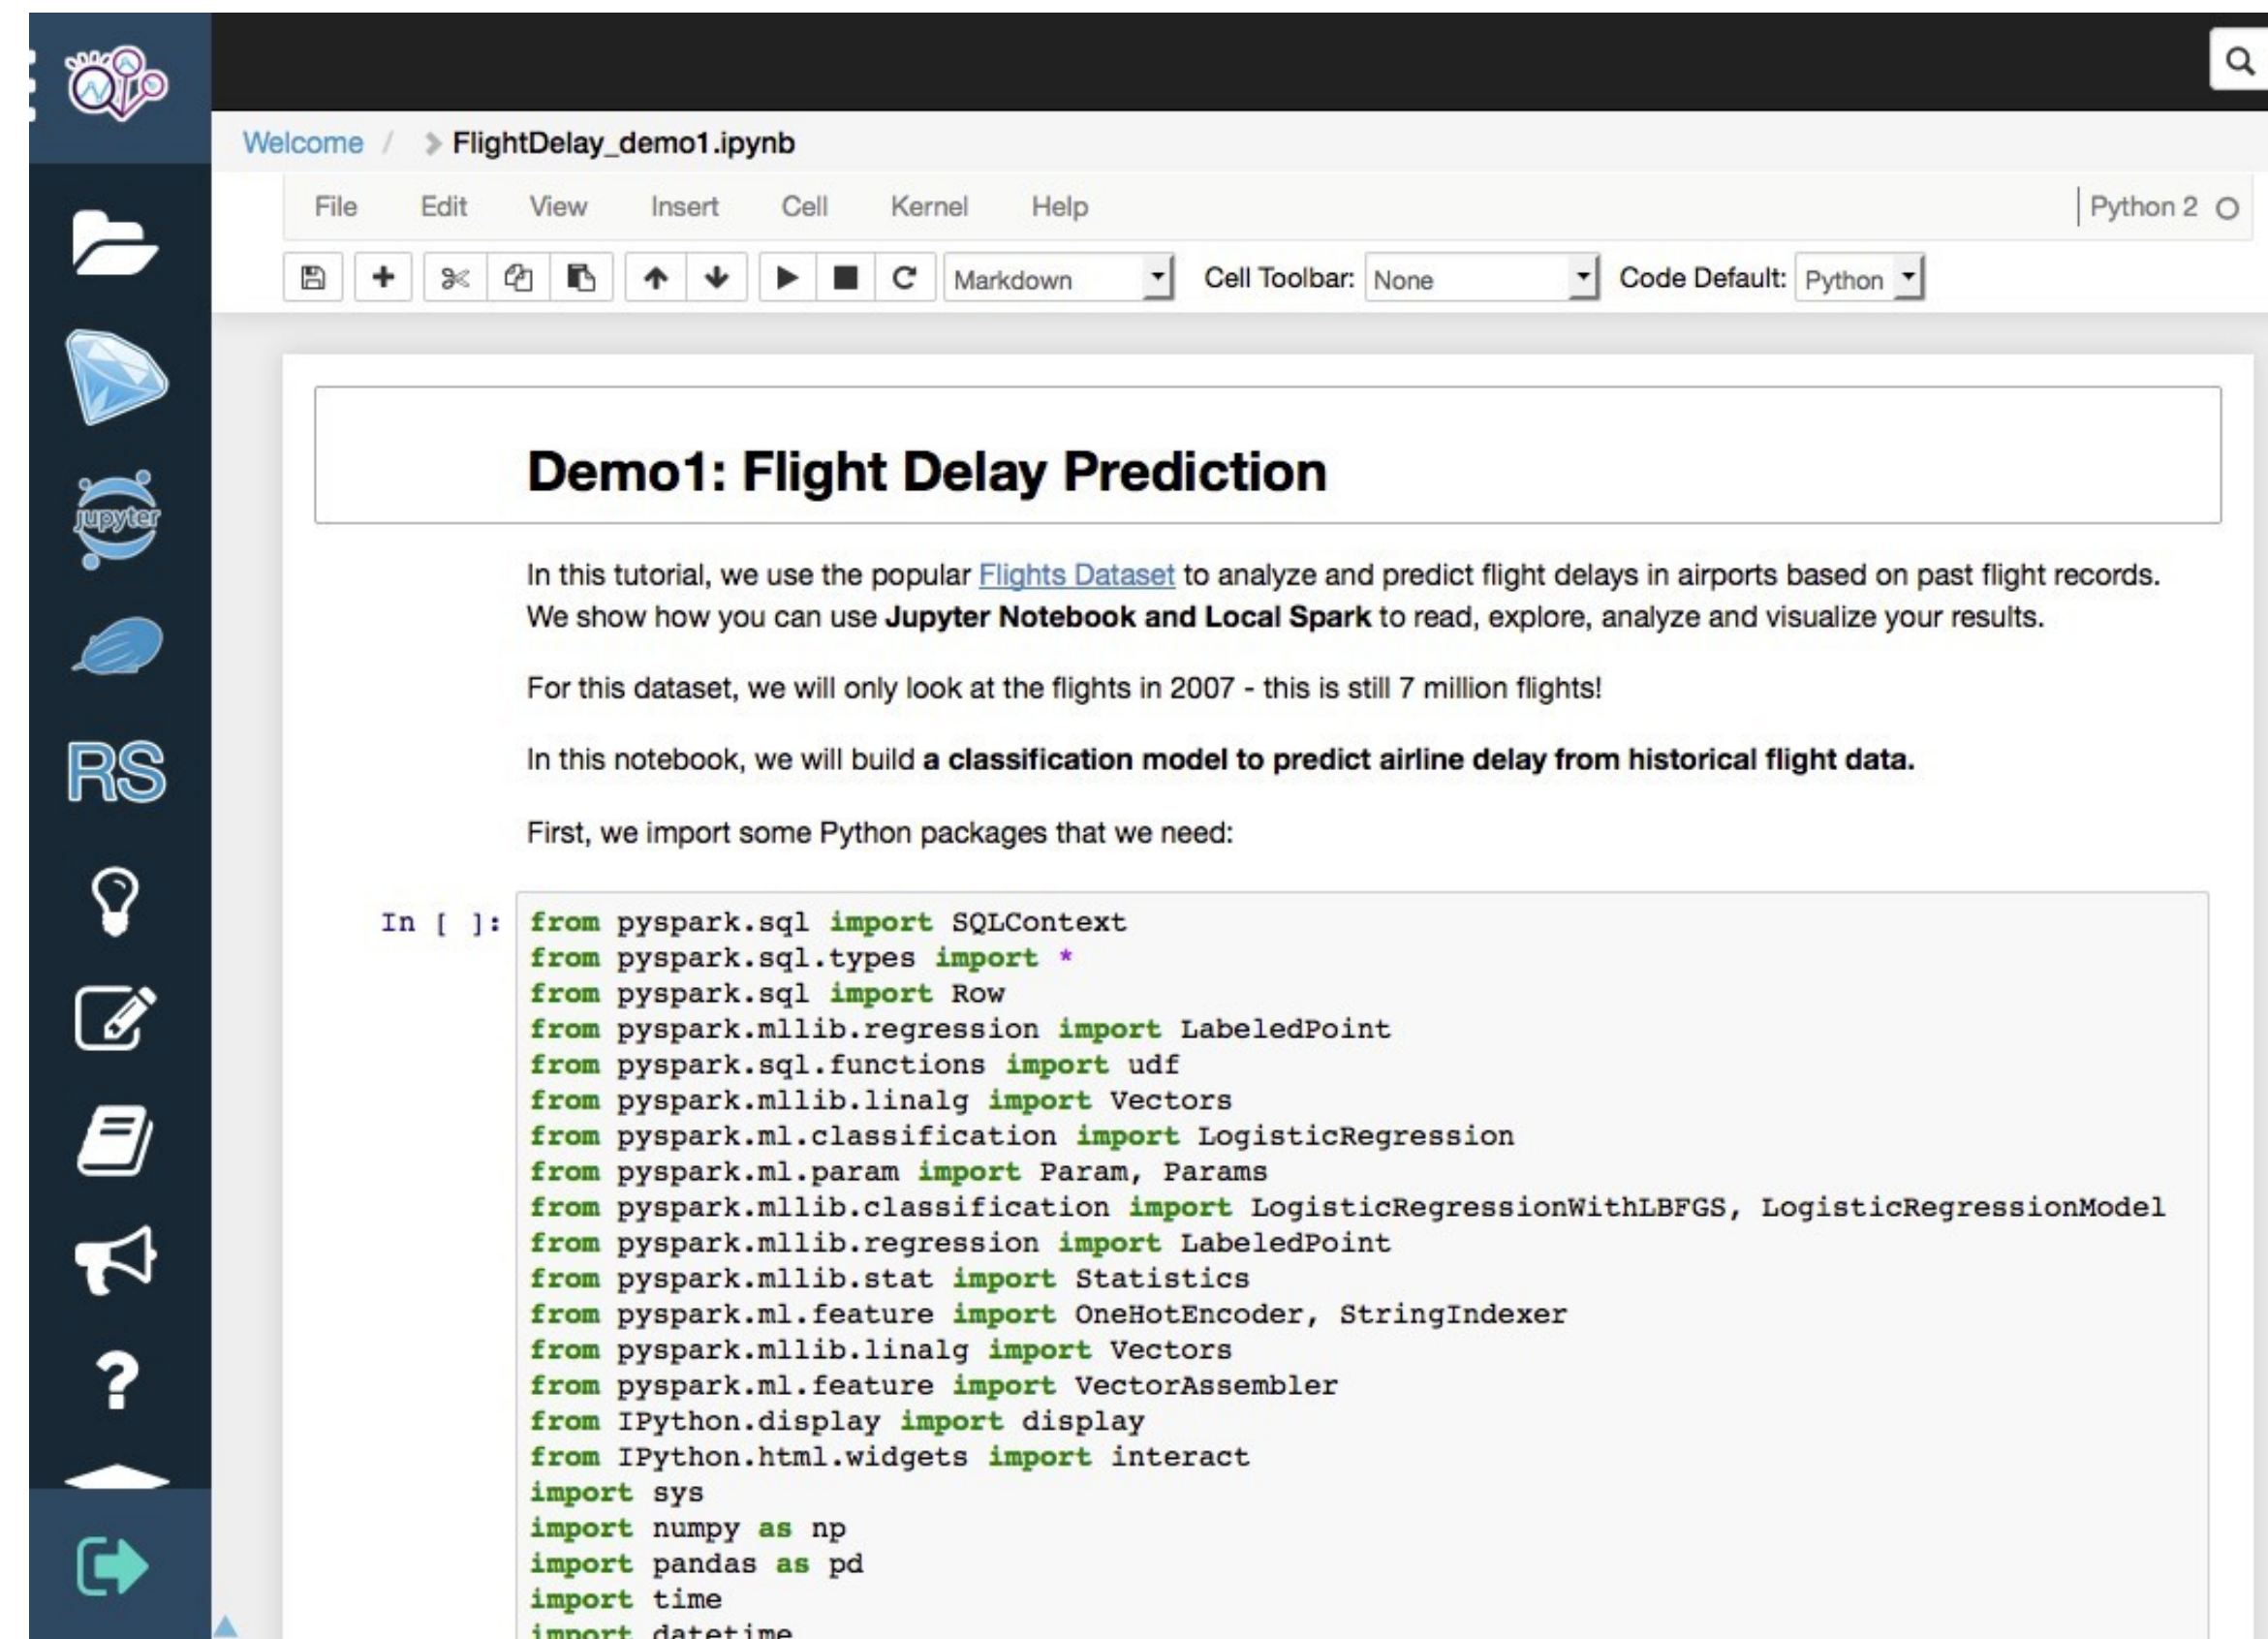 Welcome / > FlightDelay_demo1.ipynb
File Edit View Insert Cell Kernel Help Python 2
Markdown Cell Toolbar: None Code Default: Python
jupyter
RS
?
Demo1: Flight Delay Prediction
In this tutorial, we use the popular Flights Dataset to analyze and predict flight delays in airports based on past flight records.
We show how you can use Jupyter Notebook and Local Spark to read, explore, analyze and visualize your results.
For this dataset, we will only look at the flights in 2007 - this is still 7 million flights!
In this notebook, we will build a classification model to predict airline delay from historical flight data.
First, we import some Python packages that we need:
In [ ]: from pyspark.sql import SQLContext
from pyspark.sql.types import *
from pyspark.sql import Row
from pyspark.mllib.regression import LabeledPoint
from pyspark.sql.functions import udf
from pyspark.mllib.linalg import Vectors
from pyspark.ml.classification import LogisticRegression
from pyspark.ml.param import Param, Params
from pyspark.mllib.classification import LogisticRegressionWithLBFGS, LogisticRegressionModel
from pyspark.mllib.regression import LabeledPoint
from pyspark.mllib.stat import Statistics
from pyspark.ml.feature import OneHotEncoder, StringIndexer
from pyspark.mllib.linalg import Vectors
from pyspark.ml.feature import VectorAssembler
from IPython.display import display
from IPython.html.widgets import interact
import sys
import numpy as np
import pandas as pd
import time
import datetime